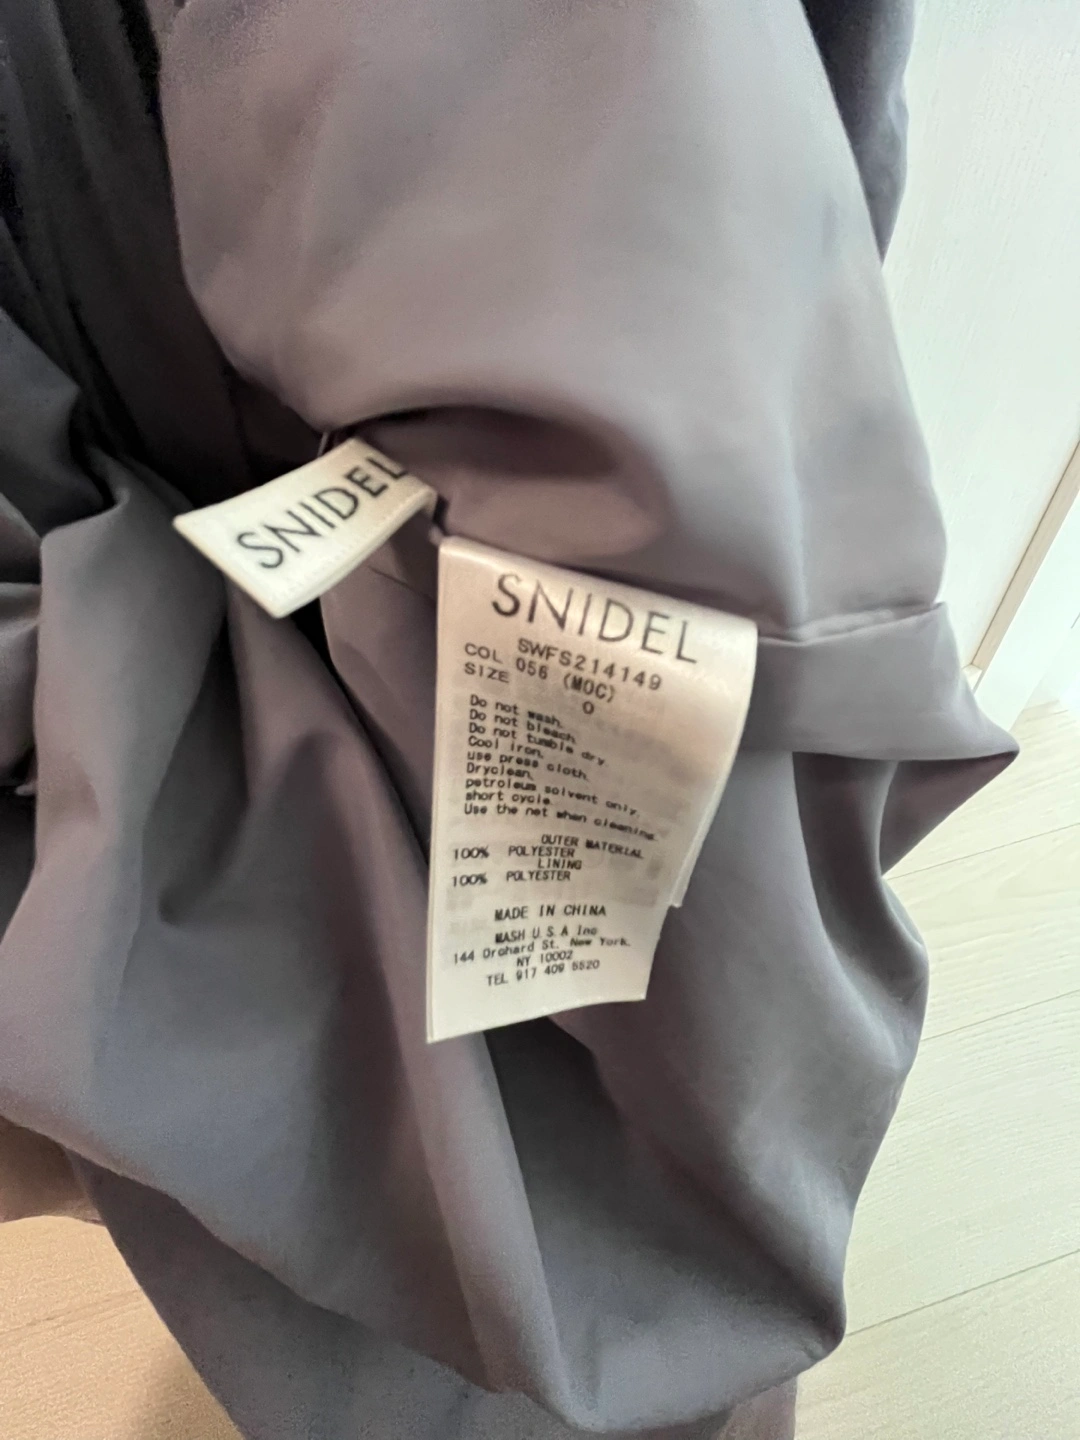 SNIDEL
SNIDEL
SWFS214149
COL 056 (MOC)
SIZE 0
Do not wash.
Do not bleach.
Do not tumble dry.
Cool iron.
use press cloth.
Dryclean,
petroleum solvent only.
short cycle.
Use the net when cleaning.
OUTER MATERIAL
100% POLYESTER
LINING
100% POLYESTER
MADE IN CHINA
MASH U.S.A Inc
144 Orchard St. New York.
NY 10002
TEL 917 409 5520